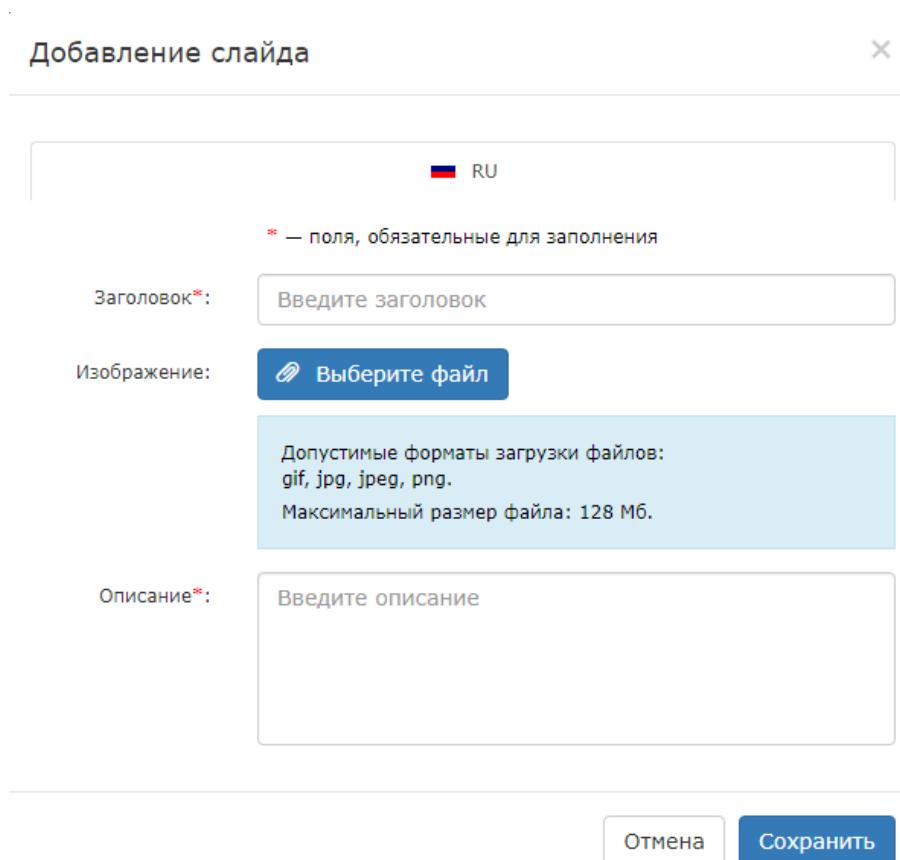 Добавление слайда
×
RU
* — поля, обязательные для заполнения
Заголовок*:
Введите заголовок
Изображение:
Выберите файл
Допустимые форматы загрузки файлов:
gif, jpg, jpeg, png.
Максимальный размер файла: 128 Мб.
Описание*:
Введите описание
Отмена
Сохранить